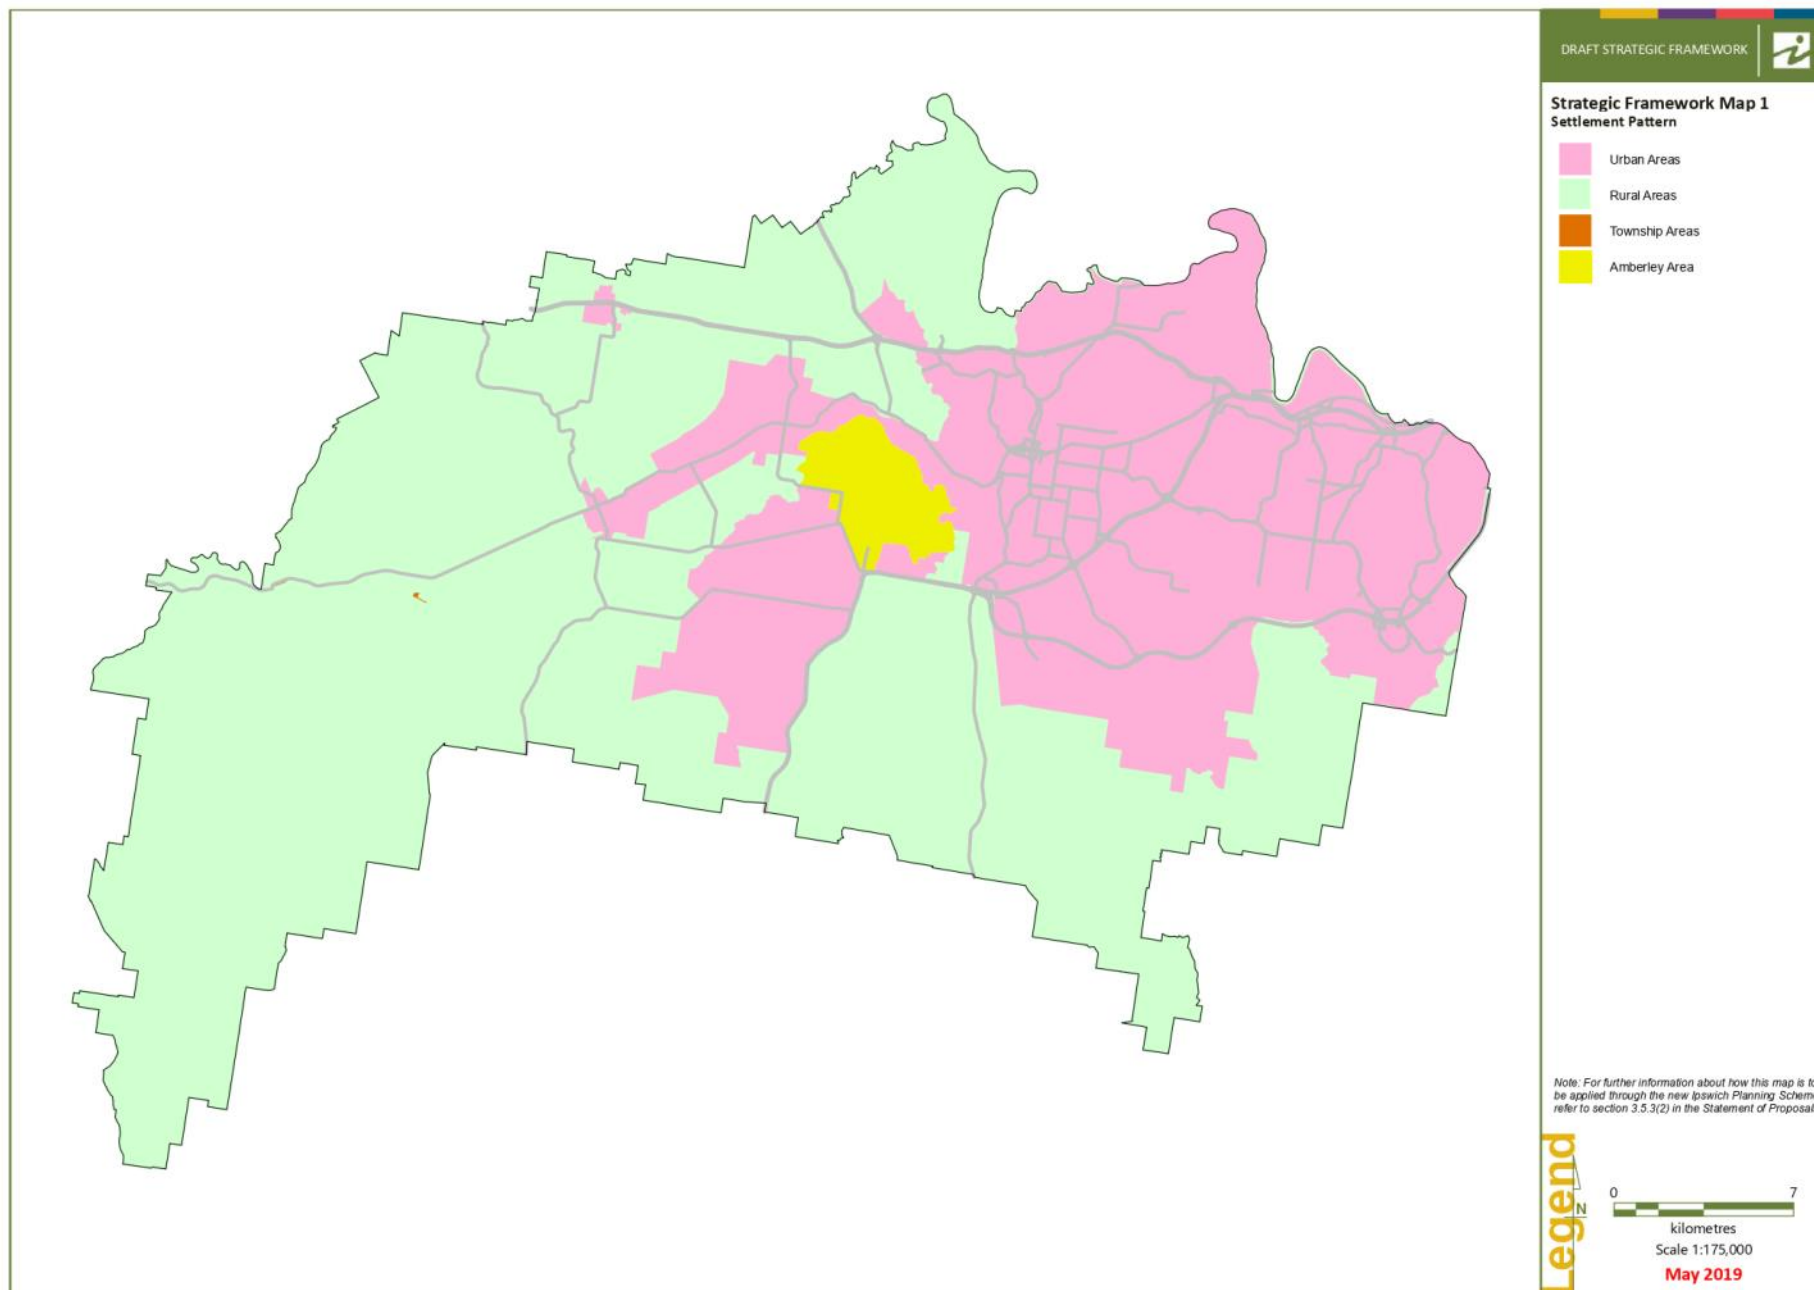 DRAFT STRATEGIC FRAMEWORK
Strategic Framework Map 1
Settlement Pattern
Urban Areas
Rural Areas
Township Areas
Amberley Area
Note: For further information about how this map is to
be applied through the new Ipswich Planning Scheme
refer to section 3.5.3(2) in the Statement of Proposal
Legend
N
0 7
kilometres
Scale 1:175,000
May 2019